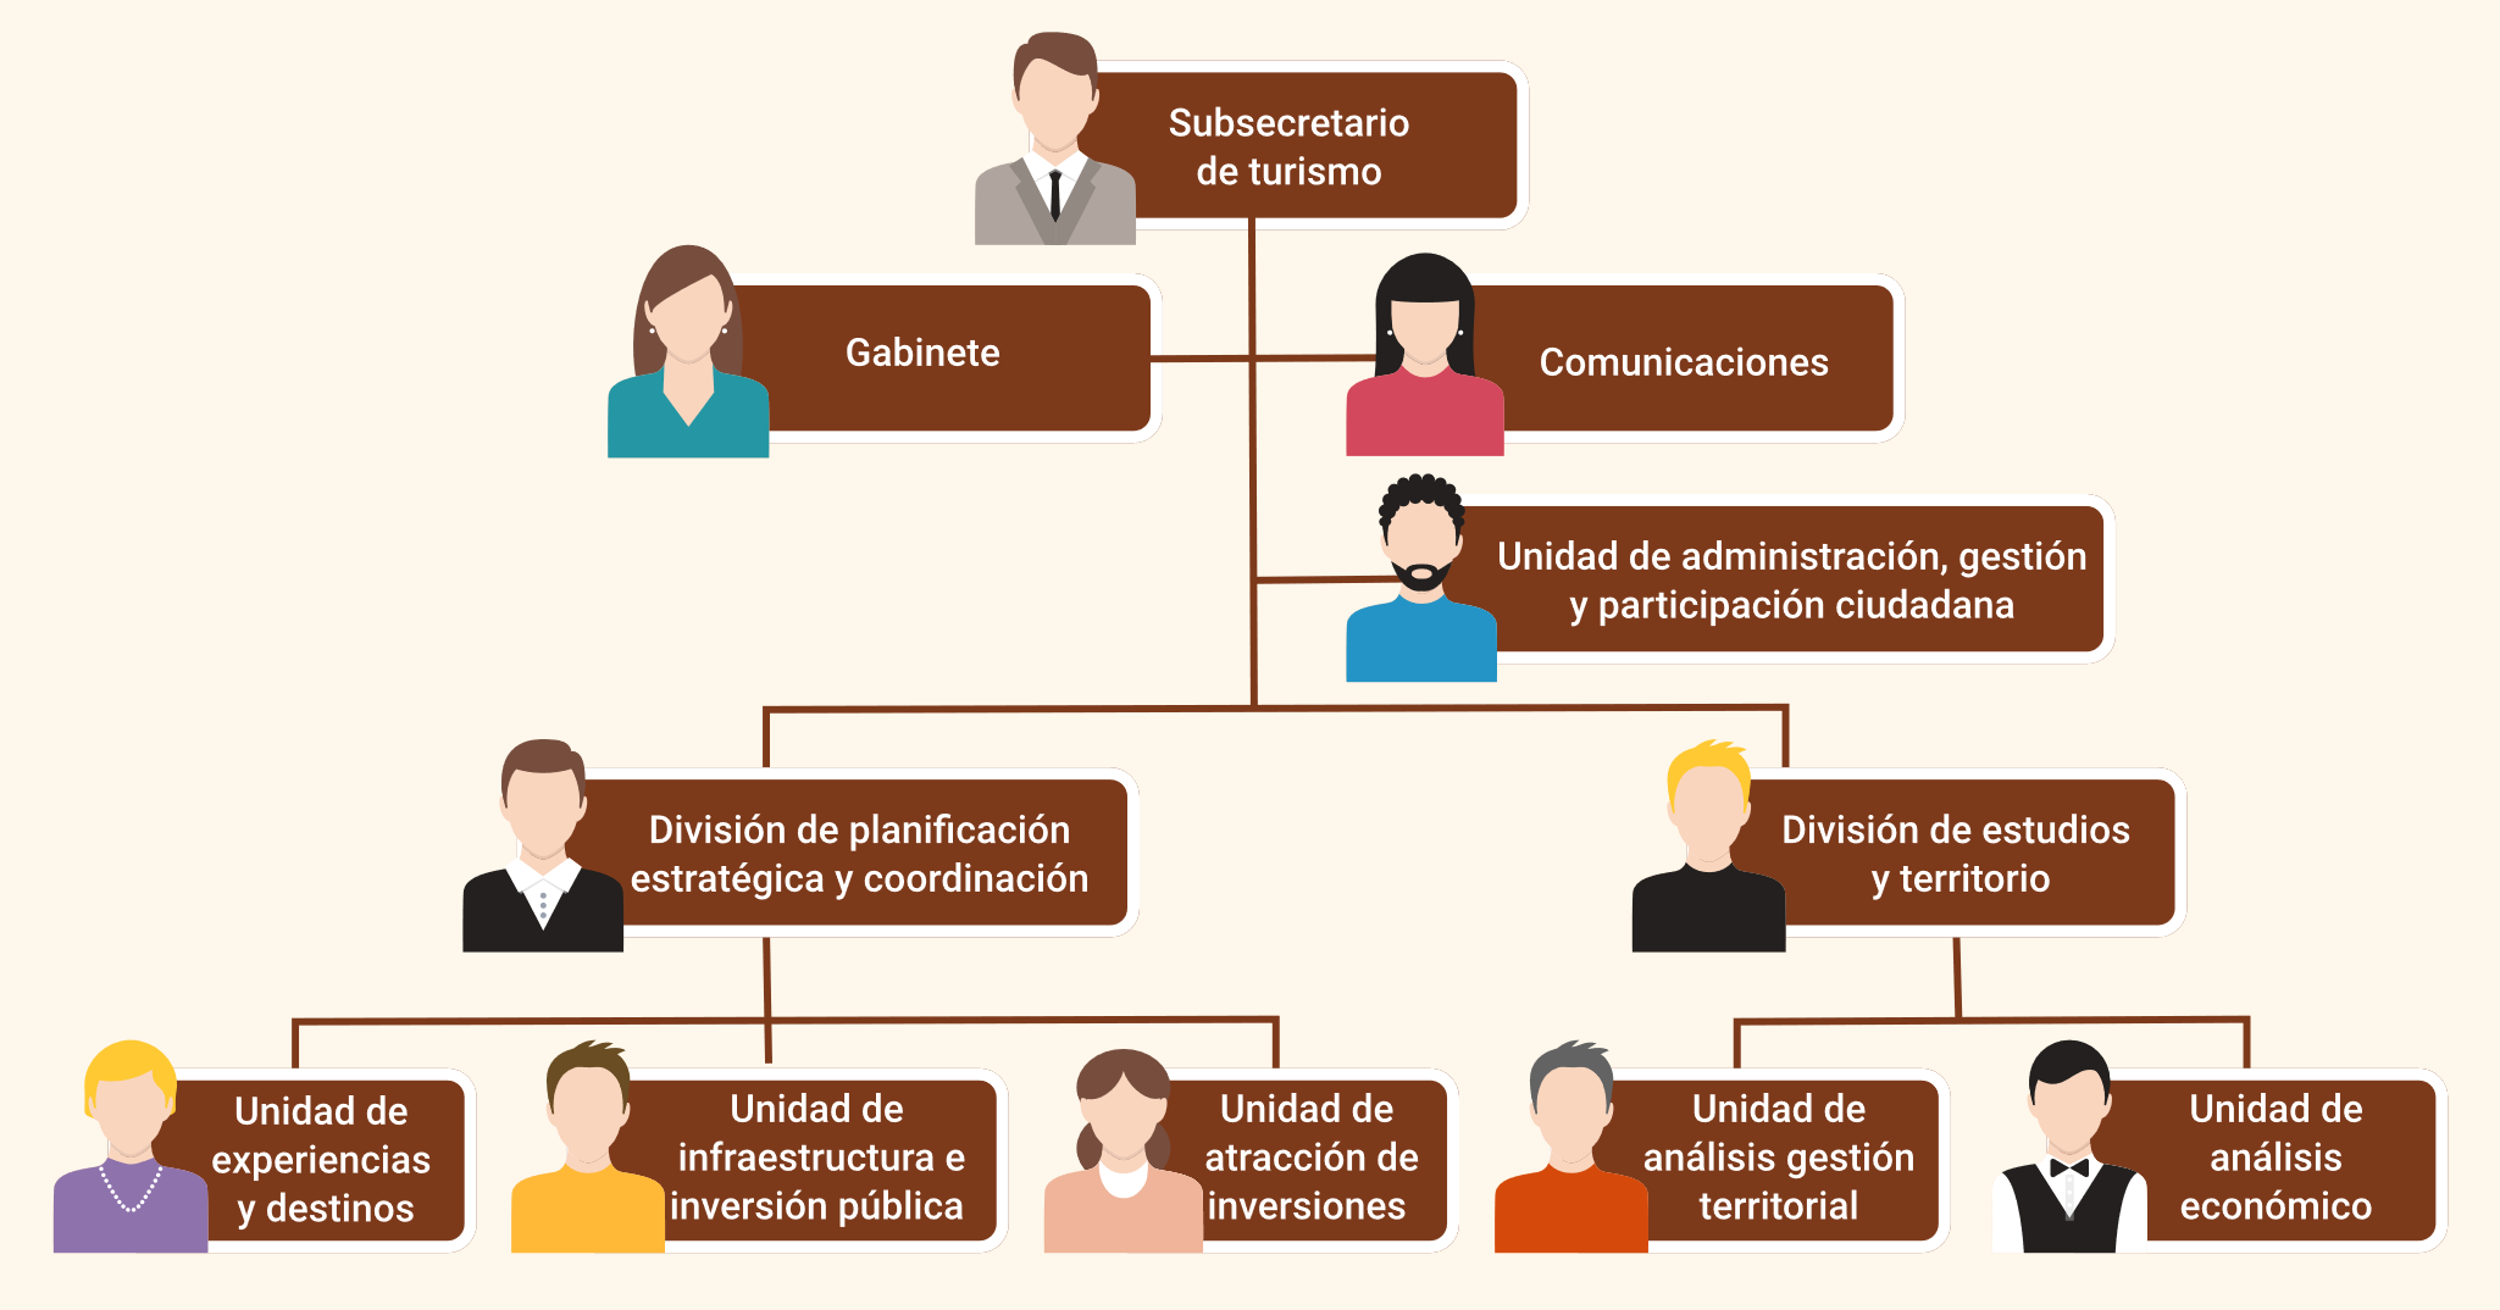 Subsecretario
de turismo
Gabinete
Comunicaciones
Unidad de administración, gestión
y participación ciudadana
División de planificación
estratégica y coordinación
División de estudios
y territorio
Unidad de
experiencias
y destinos
Unidad de
infraestructura e
inversión pública
Unidad de
atracción de
inversiones
Unidad de
análisis gestión
territorial
Unidad de
análisis
económico